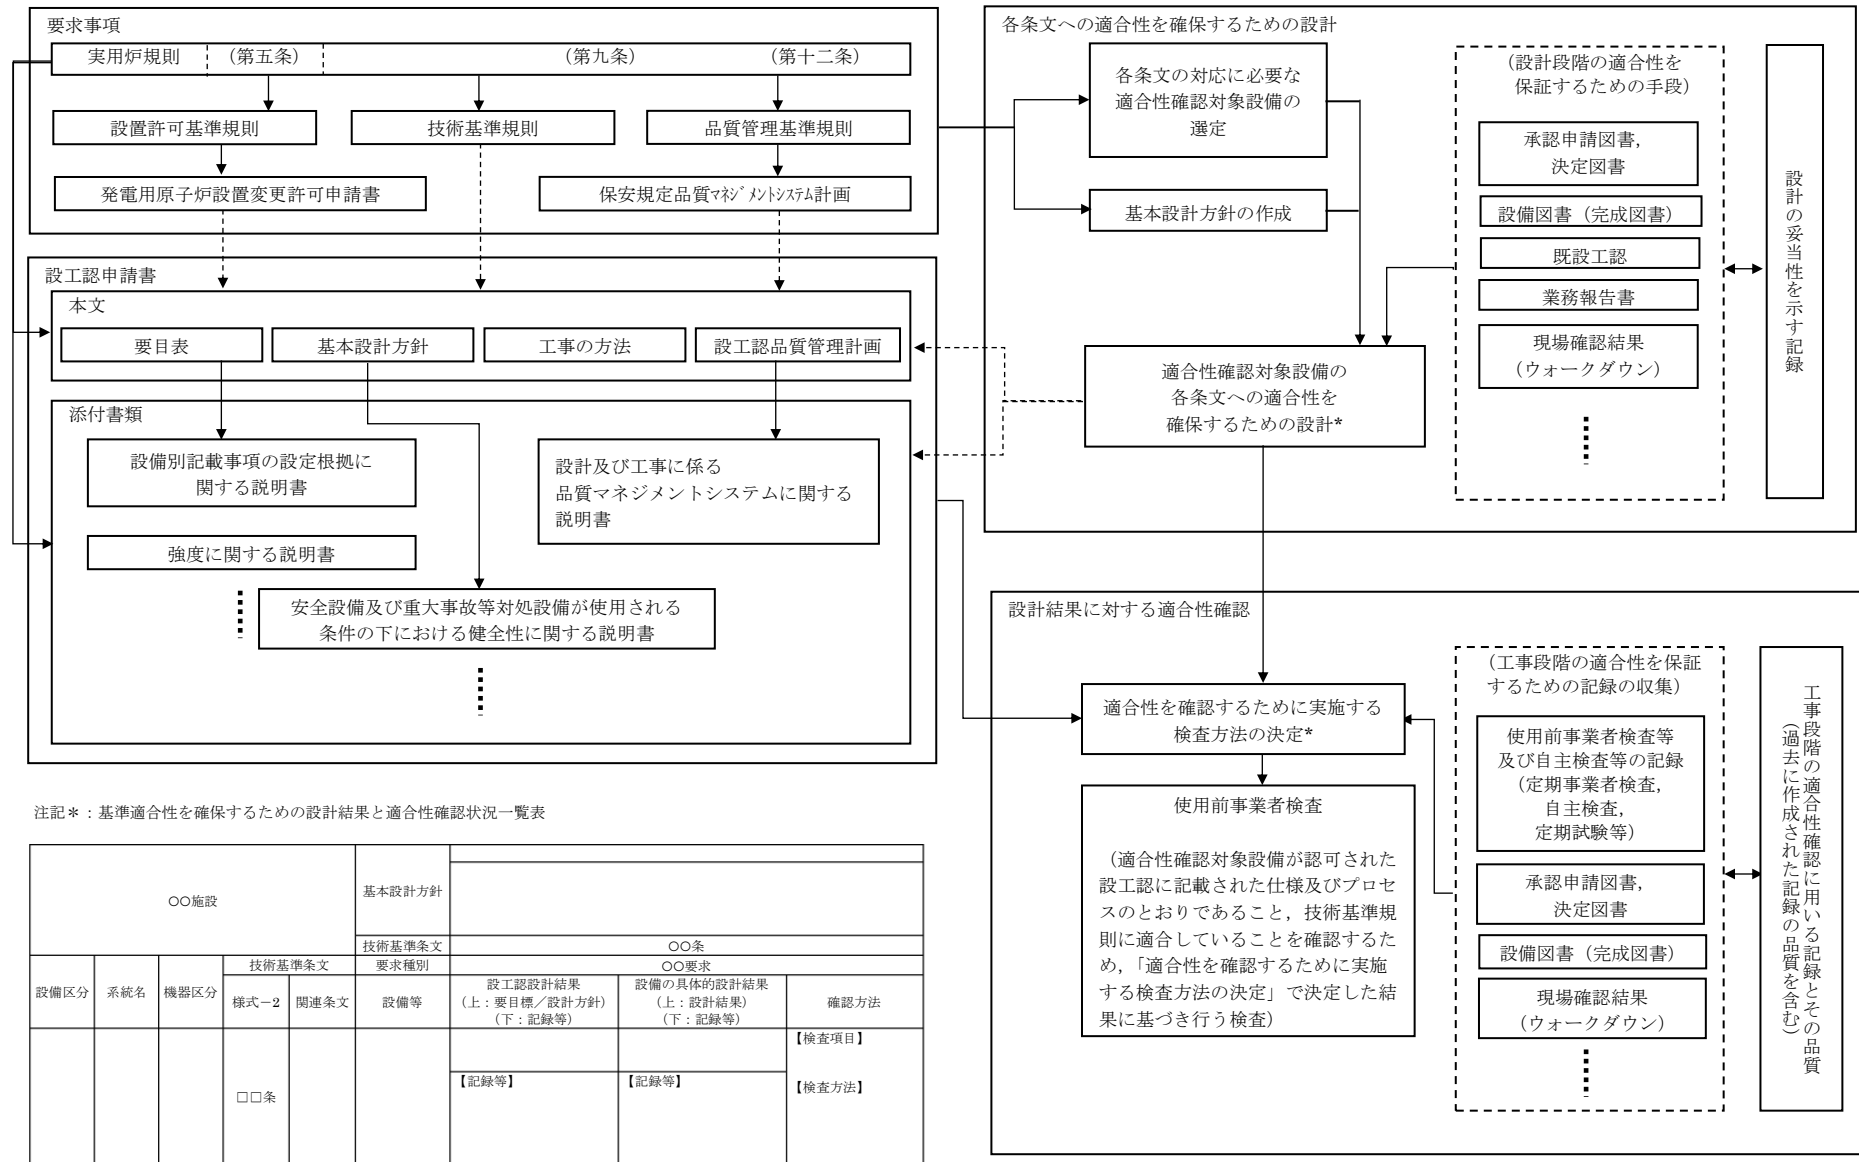 要求事項
実用炉規則 （第五条） （第九条） （第十二条）
設置許可基準規則
技術基準規則
品質管理基準規則
発電用原子炉設置変更許可申請書
保安規定品質マネジメントシステム計画
設工認申請書
本文
要目表
基本設計方針
工事の方法
設工認品質管理計画
添付書類
設備別記載事項の設定根拠に
関する説明書
設計及び工事に係る
品質マネジメントシステムに関する
説明書
強度に関する説明書
安全設備及び重大事故等対処設備が使用される
条件の下における健全性に関する説明書
各条文への適合性を確保するための設計
各条文の対応に必要な
適合性確認対象設備の
選定
基本設計方針の作成
適合性確認対象設備の
各条文への適合性を
確保するための設計*
（設計段階の適合性を
保証するための手段）
承認申請図書，
決定図書
設備図書（完成図書）
既設工認
業務報告書
現場確認結果
（ウォークダウン）
設計の妥当性を示す記録
設計結果に対する適合性確認
適合性を確認するために実施する
検査方法の決定*
使用前事業者検査
（適合性確認対象設備が認可された
設工認に記載された仕様及びプロセ
スのとおりであること，技術基準規
則に適合していることを確認するた
め，「適合性を確認するために実施
する検査方法の決定」で決定した結
果に基づき行う検査）
（工事段階の適合性を保証
するための記録の収集）
使用前事業者検査等
及び自主検査等の記録
（定期事業者検査，
自主検査，
定期試験等）
承認申請図書，
決定図書
設備図書（完成図書）
現場確認結果
（ウォークダウン）
工事段階の適合性確認に用いる記録とその品質
（過去に作成された記録の品質を含む）
注記＊：基準適合性を確保するための設計結果と適合性確認状況一覧表
○○施設
基本設計方針
技術基準条文 ○○条
設備区分 系統名 機器区分
技術基準条文 要求種別 ○○要求
様式－2 関連条文 設備等
設工認設計結果
（上：要目標／設計方針）
（下：記録等）
設備の具体的設計結果
（上：設計結果）
（下：記録等）
確認方法
□□条
【記録等】
【記録等】
【検査項目】
【検査方法】